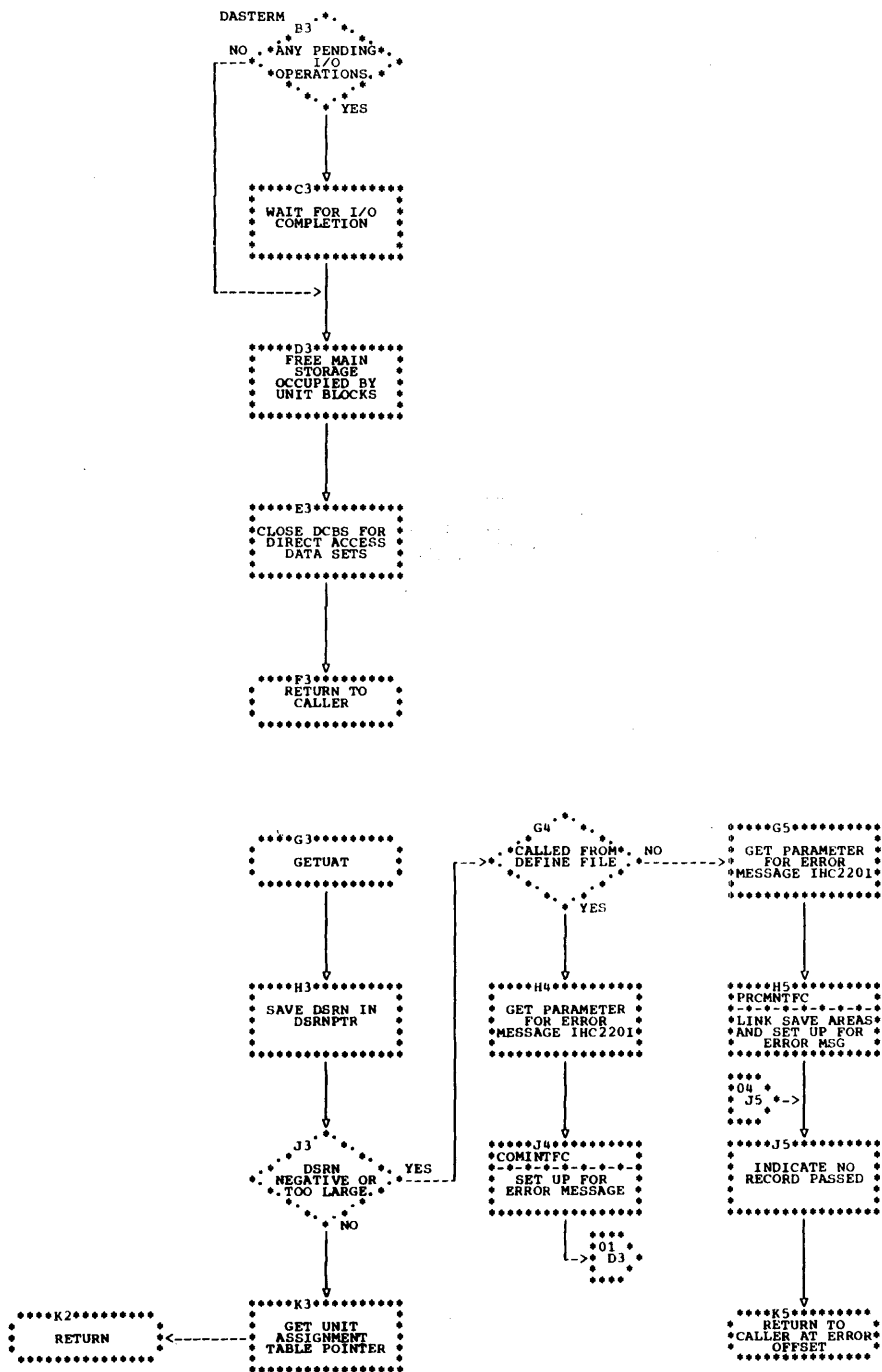 DASTERM
B3
NO
ANY PENDING
I/O
OPERATIONS.
YES
C3
WAIT FOR I/O
COMPLETION
D3
FREE MAIN
STORAGE
OCCUPIED BY
UNIT BLOCKS
E3
CLOSE DCBS FOR
DIRECT ACCESS
DATA SETS
F3
RETURN TO
CALLER
G3
GETUAT
G4
CALLED FROM
DEFINE FILE
NO
YES
G5
GET PARAMETER
FOR ERROR
MESSAGE IHC2201
H3
SAVE DSRN IN
DSRNPTR
H4
GET PARAMETER
FOR ERROR
MESSAGE IHC2201
H5
PRCMNTFC
LINK SAVE AREAS
AND SET UP FOR
ERROR MSG
04
J5
J3
DSRN
NEGATIVE OR
TOO LARGE.
YES
NO
J4
COMINTFC
SET UP FOR
ERROR MESSAGE
01
D3
J5
INDICATE NO
RECORD PASSED
K2
RETURN
K3
GET UNIT
ASSIGNMENT
TABLE POINTER
K5
RETURN TO
CALLER AT ERROR
OFFSET